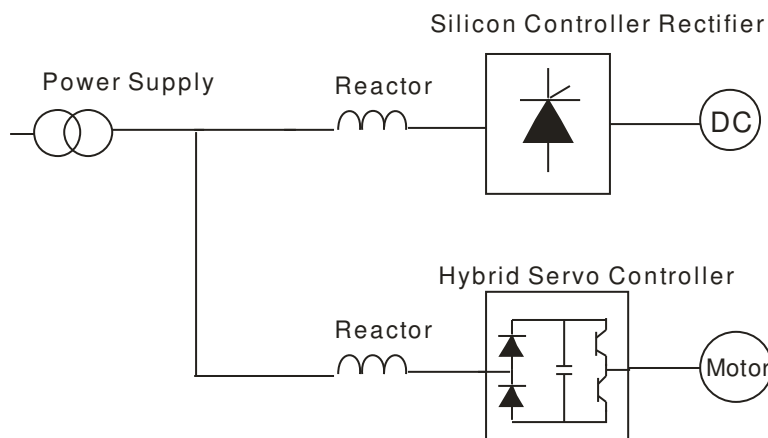 Silicon Controller Rectifier
Power Supply
Reactor
DC
Hybrid Servo Controller
Reactor
Motor